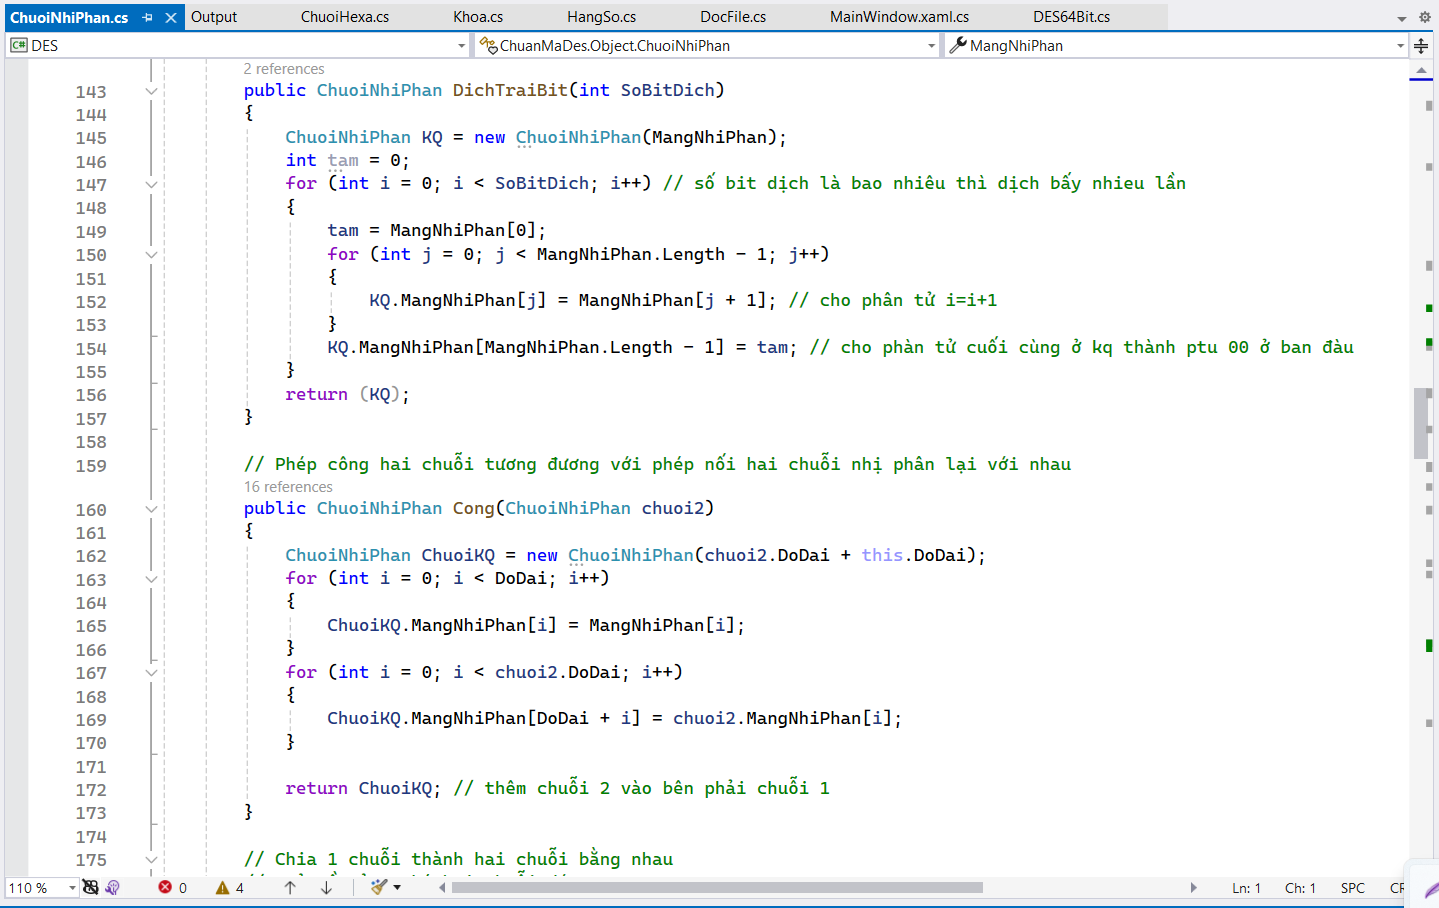 ChuoiNhiPhan.cs Output ChuoiHexa.cs Khoa.cs HangSo.cs DocFile.cs MainWindow.xaml.cs DES64Bit.cs
C# DES ChuanMaDes.Object.ChuoiNhiPhan MangNhiPhan
2 references
143 public ChuoiNhiPhan DichTraiBit(int SoBitDich)
144 {
145 ChuoiNhiPhan KQ = new ChuoiNhiPhan(MangNhiPhan);
146 int tam = 0;
147 for (int i = 0; i < SoBitDich; i++) // số bit dịch là bao nhiêu thì dịch bấy nhieu lần
148 {
149 tam = MangNhiPhan[0];
150 for (int j = 0; j < MangNhiPhan.Length - 1; j++)
151 {
152 KQ.MangNhiPhan[j] = MangNhiPhan[j + 1]; // cho phân tử i=i+1
153 }
154 KQ.MangNhiPhan[MangNhiPhan.Length - 1] = tam; // cho phàn tử cuối cùng ở kq thành ptu 00 ở ban đàu
155 }
156 return (KQ);
157 }
158
159 // Phép công hai chuỗi tương đương với phép nối hai chuỗi nhị phân lại với nhau
16 references
160 public ChuoiNhiPhan Cong(ChuoiNhiPhan chuoi2)
161 {
162 ChuoiNhiPhan ChuoiKQ = new ChuoiNhiPhan(chuoi2.DoDai + this.DoDai);
163 for (int i = 0; i < DoDai; i++)
164 {
165 ChuoiKQ.MangNhiPhan[i] = MangNhiPhan[i];
166 }
167 for (int i = 0; i < chuoi2.DoDai; i++)
168 {
169 ChuoiKQ.MangNhiPhan[DoDai + i] = chuoi2.MangNhiPhan[i];
170 }
171
172 return ChuoiKQ; // thêm chuỗi 2 vào bên phải chuỗi 1
173 }
174
175 // Chia 1 chuỗi thành hai chuỗi bằng nhau
110 % 0 4 Ln: 1 Ch: 1 SPC